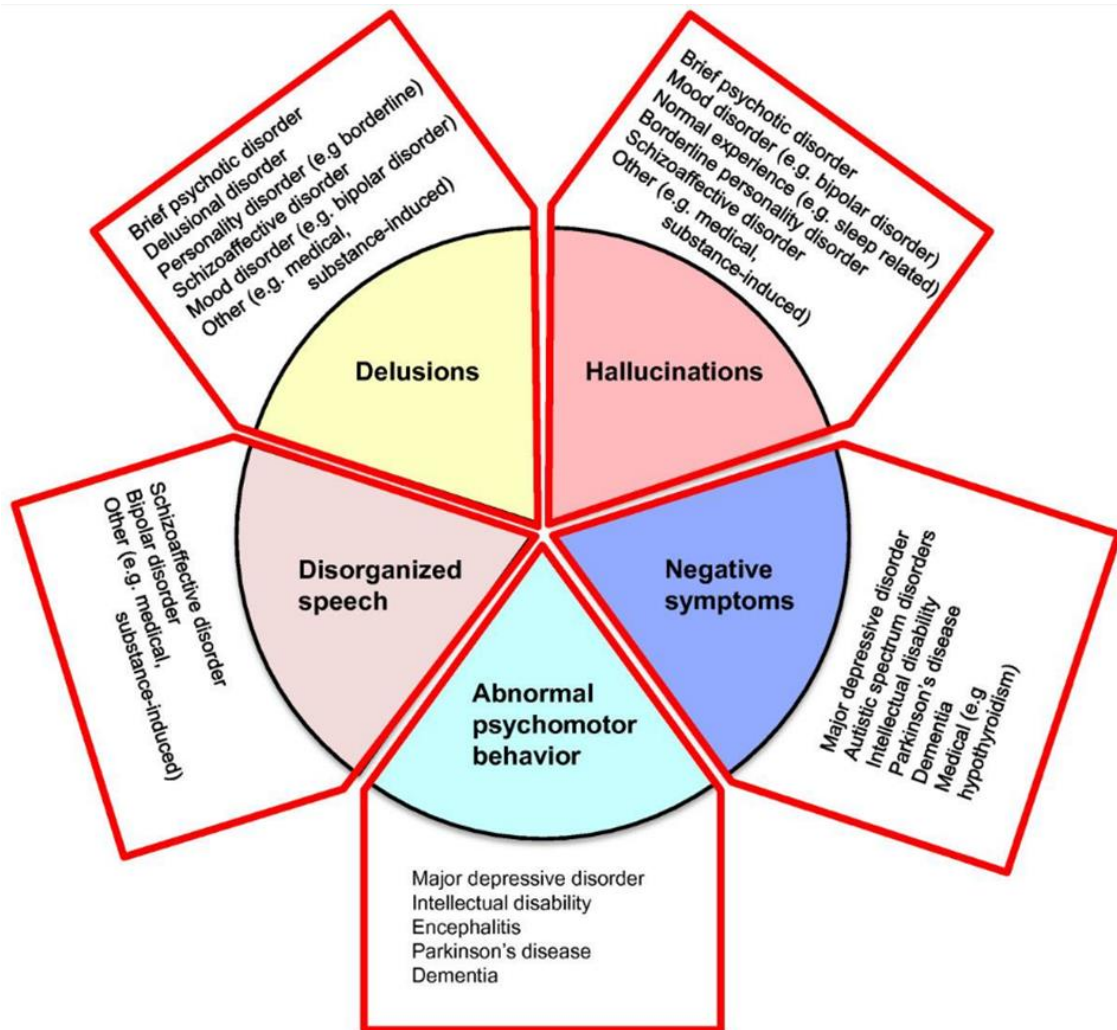 Brief psychotic disorder
Delusional disorder
Personality disorder (e.g borderline)
Schizoaffective disorder
Mood disorder (e.g. bipolar disorder)
Other (e.g. medical,
substance-induced)
Brief psychotic disorder
Mood disorder (e.g. bipolar disorder)
Normal experience (e.g. sleep related)
Borderline personality disorder
Schizoaffective disorder
Other (e.g. medical,
substance-induced)
Delusions
Hallucinations
Schizoaffective disorder
Bipolar disorder
Other (e.g. medical,
substance-induced)
Disorganized
speech
Negative
symptoms
Major depressive disorder
Autistic spectrum disorders
Intellectual disability
Parkinson's disease
Dementia
Medical (e.g
hypothyroidism)
Abnormal
psychomotor
behavior
Major depressive disorder
Intellectual disability
Encephalitis
Parkinson's disease
Dementia